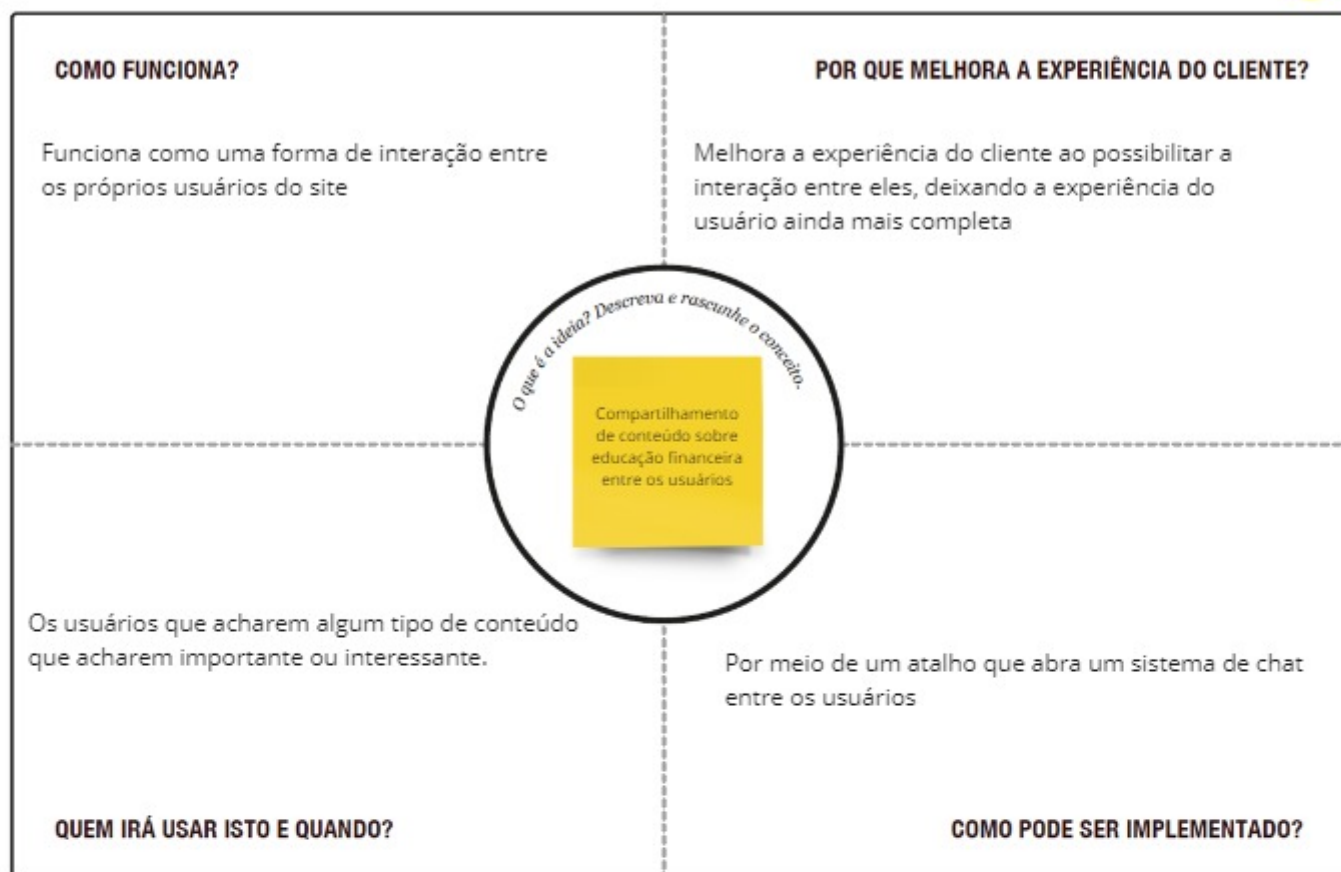 COMO FUNCIONA?
Funciona como uma forma de interação entre
os próprios usuários do site
POR QUE MELHORA A EXPERIÊNCIA DO CLIENTE?
Melhora a experiência do cliente ao possibilitar a
interação entre eles, deixando a experiência do
usuário ainda mais completa
O que é a ideia? Descreva e rascunhe o conceito.
Compartilhamento
de conteúdo sobre
educação financeira
entre os usuários
Os usuários que acharem algum tipo de conteúdo
que acharem importante ou interessante.
QUEM IRÁ USAR ISTO E QUANDO?
Por meio de um atalho que abra um sistema de chat
entre os usuários
COMO PODE SER IMPLEMENTADO?